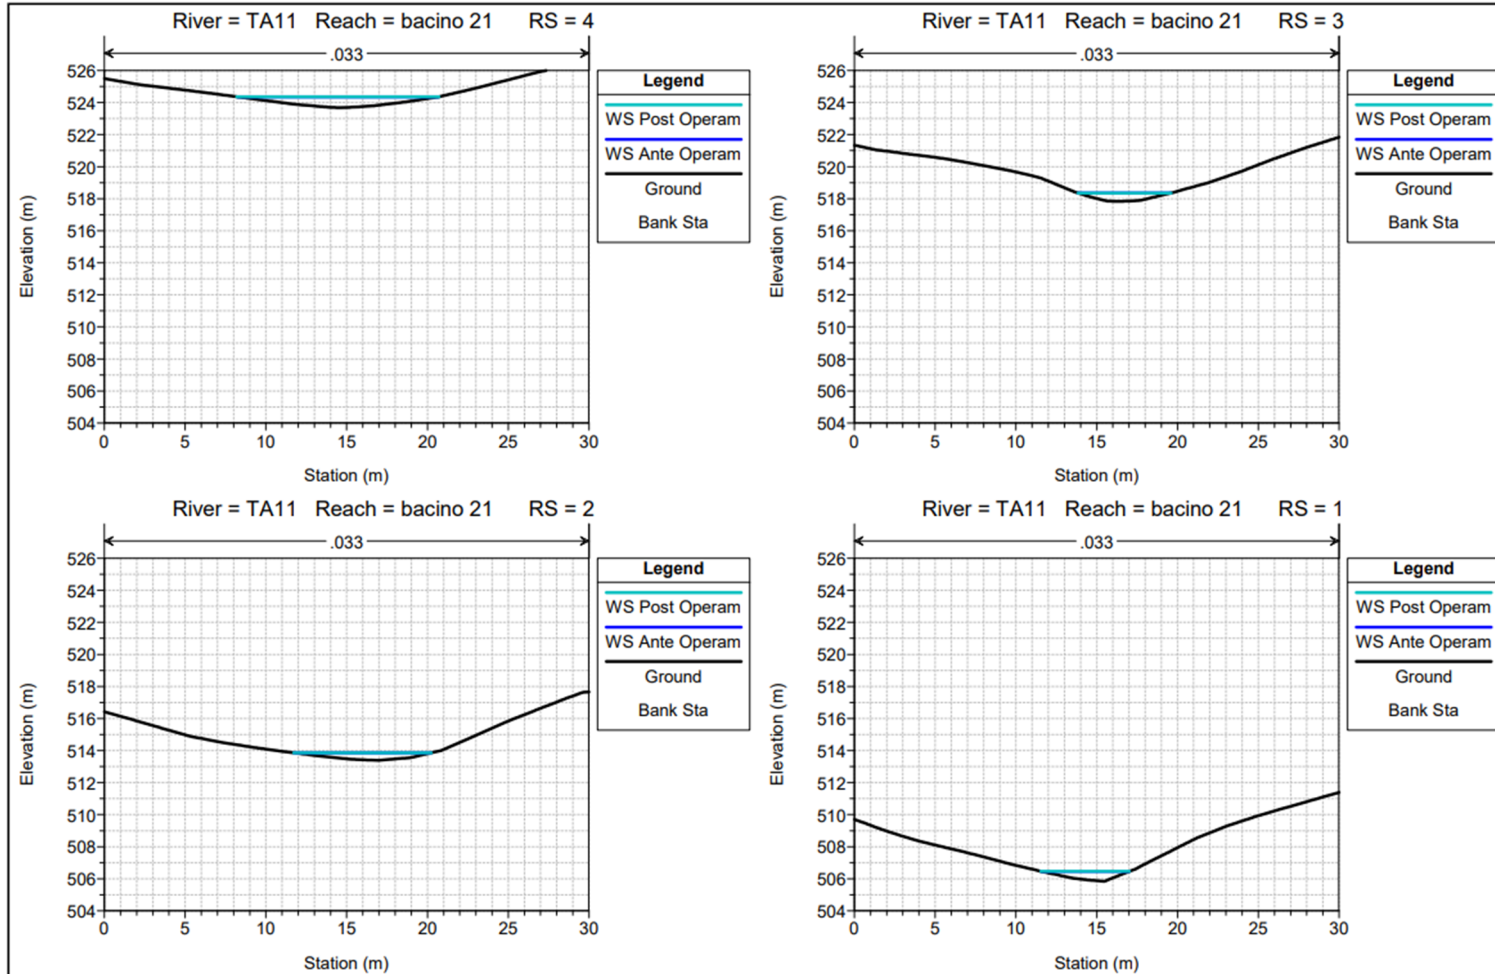 River = TA11 Reach = bacino 21 RS = 4
.033
526
524
522
520
518
516
514
512
510
508
506
504
Elevation (m)
0 5 10 15 20 25 30
Station (m)
Legend
WS Post Operam
WS Ante Operam
Ground
Bank Sta
River = TA11 Reach = bacino 21 RS = 3
.033
526
524
522
520
518
516
514
512
510
508
506
504
Elevation (m)
0 5 10 15 20 25 30
Station (m)
Legend
WS Post Operam
WS Ante Operam
Ground
Bank Sta
River = TA11 Reach = bacino 21 RS = 2
.033
526
524
522
520
518
516
514
512
510
508
506
504
Elevation (m)
0 5 10 15 20 25 30
Station (m)
Legend
WS Post Operam
WS Ante Operam
Ground
Bank Sta
River = TA11 Reach = bacino 21 RS = 1
.033
526
524
522
520
518
516
514
512
510
508
506
504
Elevation (m)
0 5 10 15 20 25 30
Station (m)
Legend
WS Post Operam
WS Ante Operam
Ground
Bank Sta